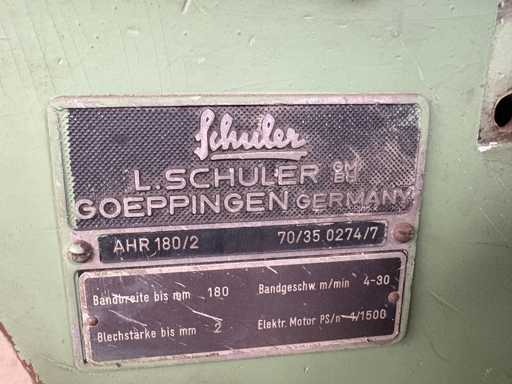 Schuler
L. SCHULER GMBH
GOEPPINGEN GERMANY
AHR 180/2 70/35 0274/7
Bandbreite bis mm 180 Bandgeschw. m/min 4-30
Blechstärke bis mm 2 Elektr. Motor PS/n 4/1500